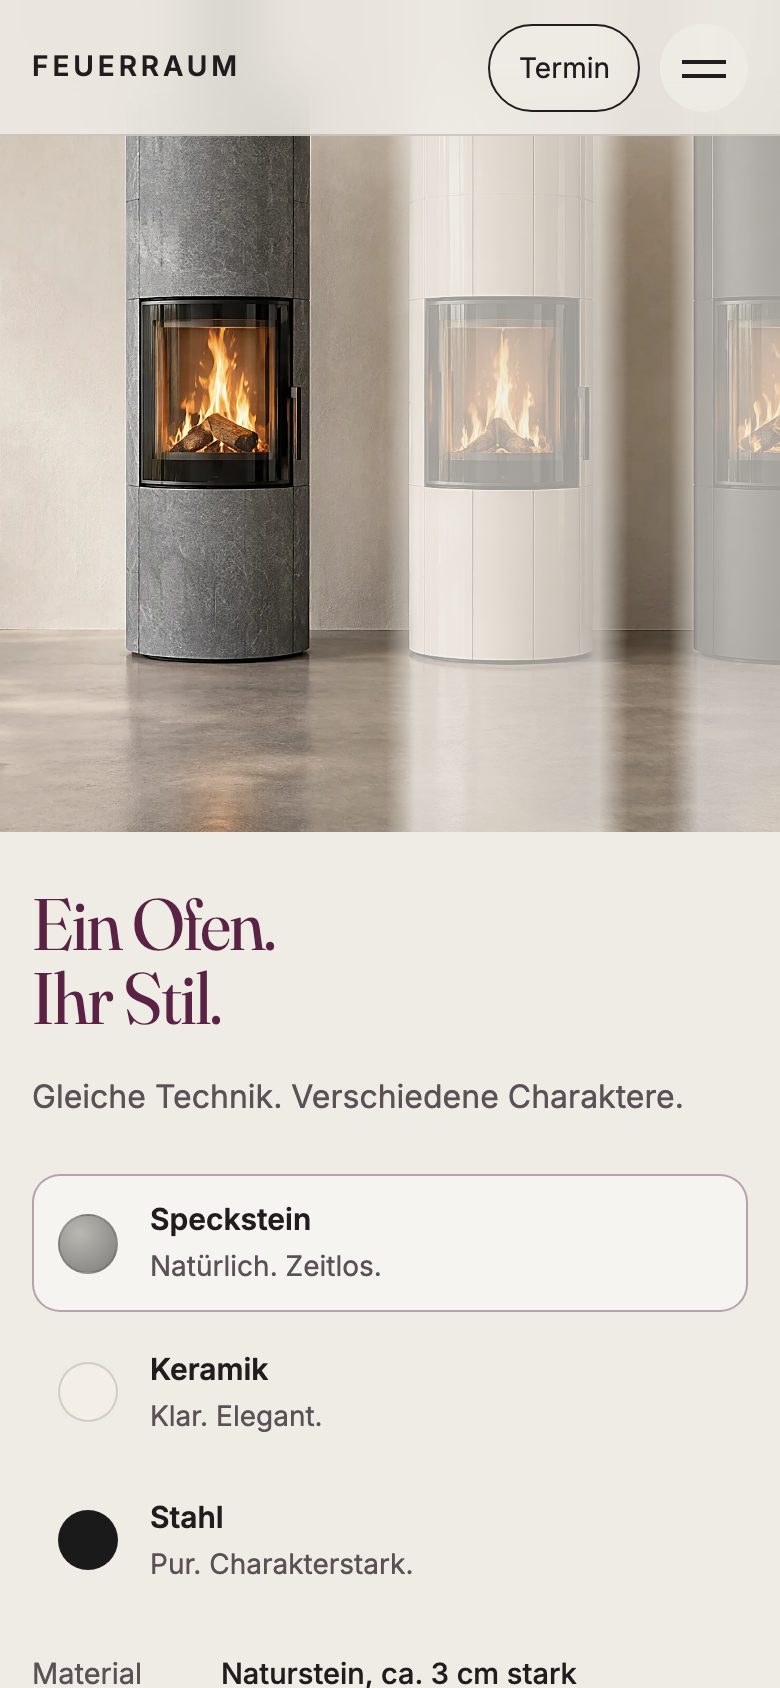 FEUERRAUM
Termin
Ein Ofen.
Ihr Stil.
Gleiche Technik. Verschiedene Charaktere.
Speckstein
Natürlich. Zeitlos.
Keramik
Klar. Elegant.
Stahl
Pur. Charakterstark.
Material Naturstein, ca. 3 cm stark